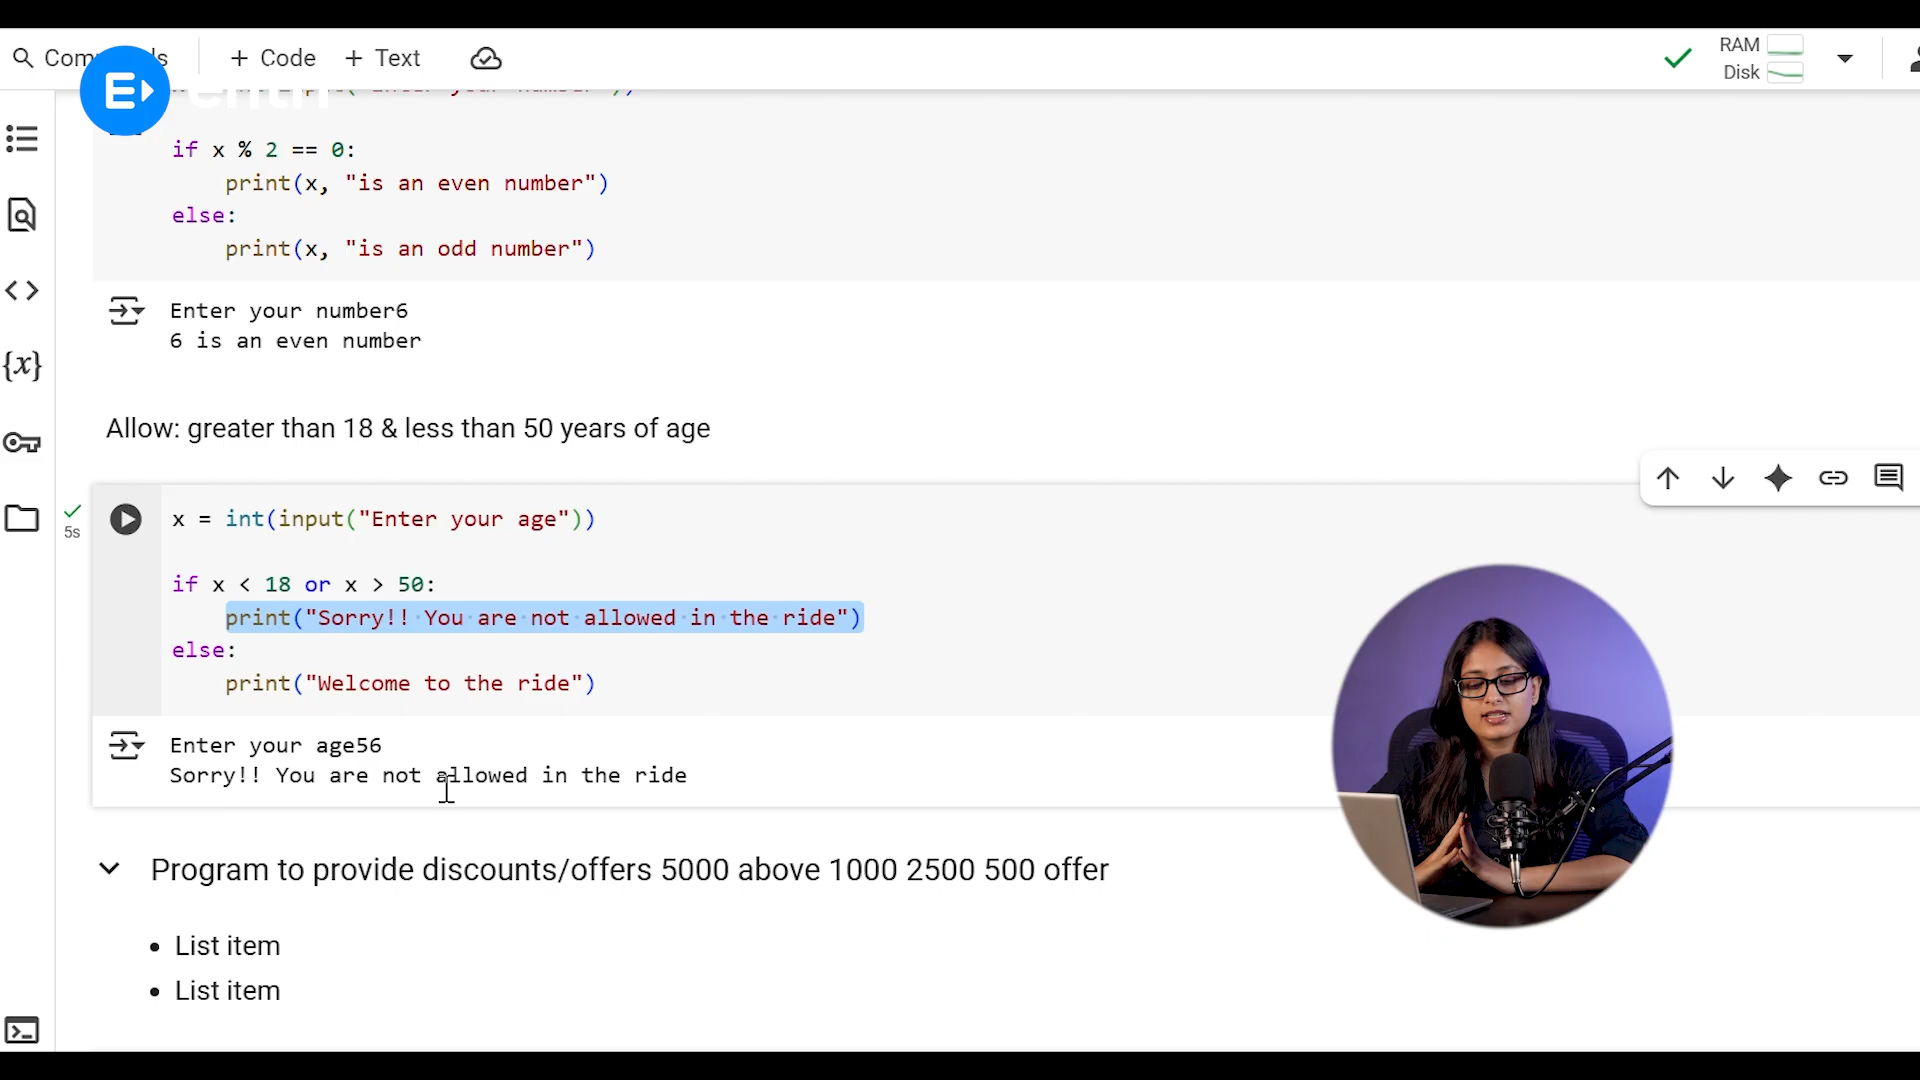 + Code + Text
RAM
Disk
if x % 2 == 0:
print(x, "is an even number")
else:
print(x, "is an odd number")
Enter your number6
6 is an even number
Allow: greater than 18 & less than 50 years of age
5s
x = int(input("Enter your age"))
if x < 18 or x > 50:
print("Sorry!! You are not allowed in the ride")
else:
print("Welcome to the ride")
Enter your age56
Sorry!! You are not allowed in the ride
Program to provide discounts/offers 5000 above 1000 2500 500 offer
• List item
• List item